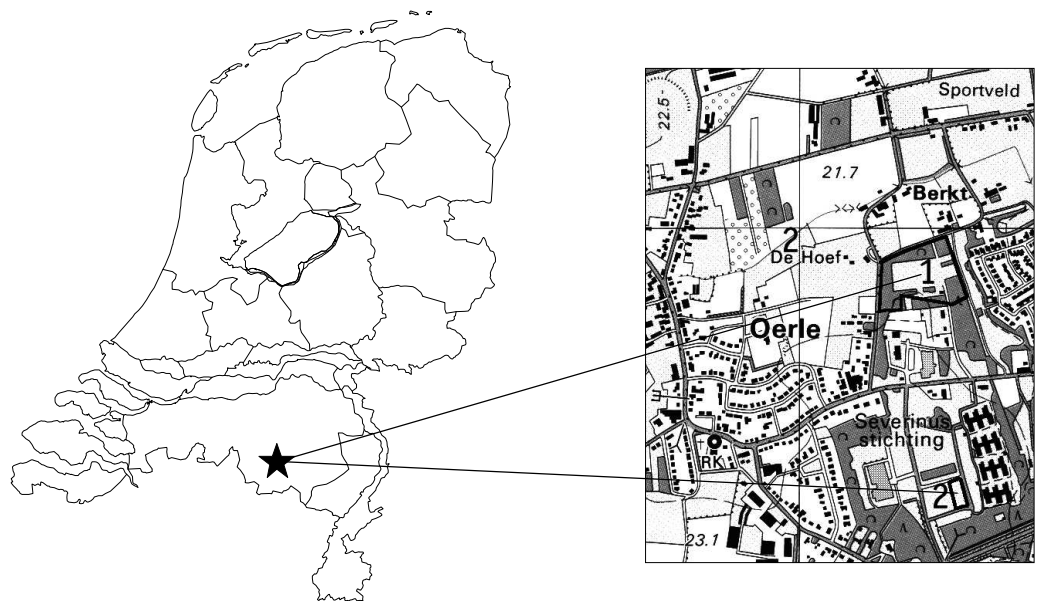 Sportveld
22.5
21.7
Berkt
2
De Hoef
1
Oerle
Severinus
stichting
RK
2
23.1